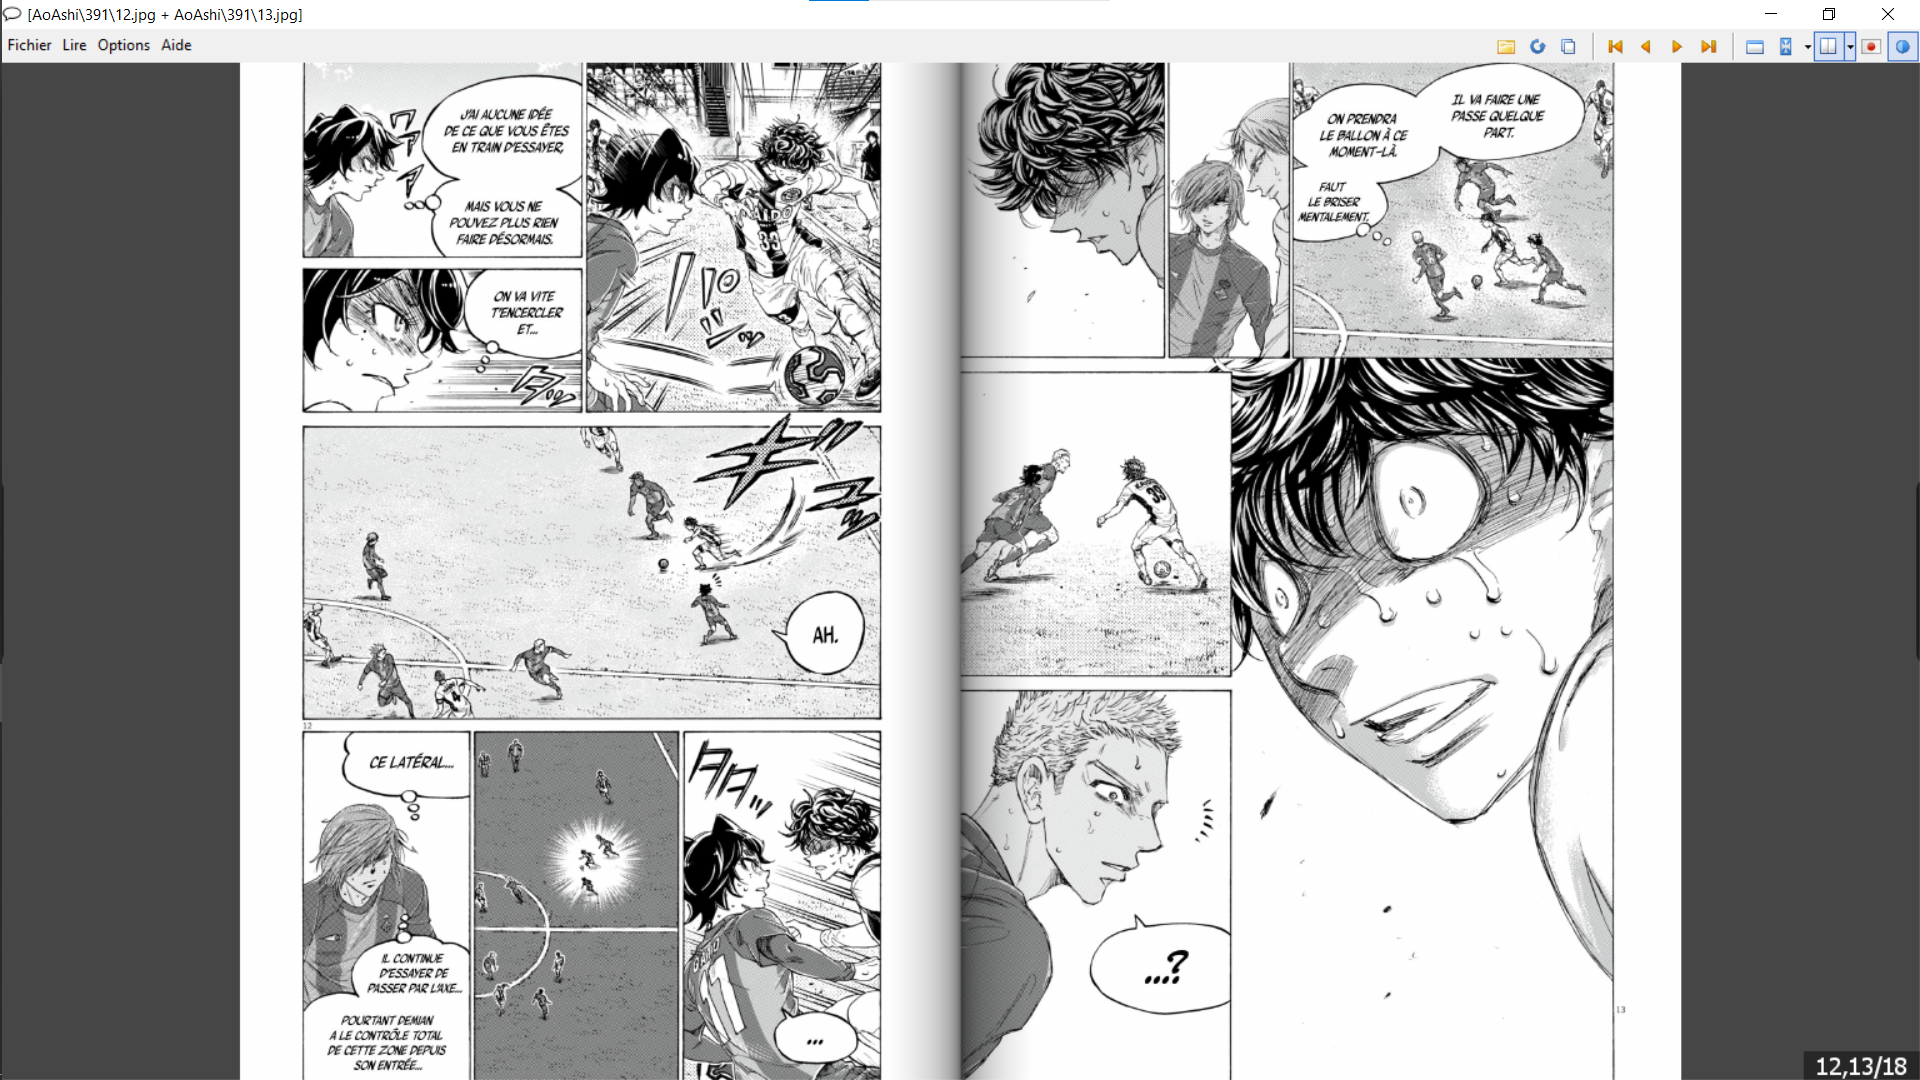 [AoAshi\391\12.jpg + AoAshi\391\13.jpg]
Fichier Lire Options Aide
J'AI AUCUNE IDÉE
DE CE QUE VOUS ÊTES
EN TRAIN D'ESSAYER,
MAIS VOUS NE
POUVEZ PLUS RIEN
FAIRE DÉSORMAIS.
33
ON VA VITE
T'ENCERCLER
ET...
AH.
12
CE LATÉRAL...
IL CONTINUE
D'ESSAYER DE
PASSER PAR L'AXE...
POURTANT DEMIAN
A LE CONTRÔLE TOTAL
DE CETTE ZONE DEPUIS
SON ENTRÉE...
...
IL VA FAIRE UNE
PASSE QUELQUE
PART.
ON PRENDRA
LE BALLON À CE
MOMENT-LÀ.
FAUT
LE BRISER
MENTALEMENT.
33
...?
13
12,13/18